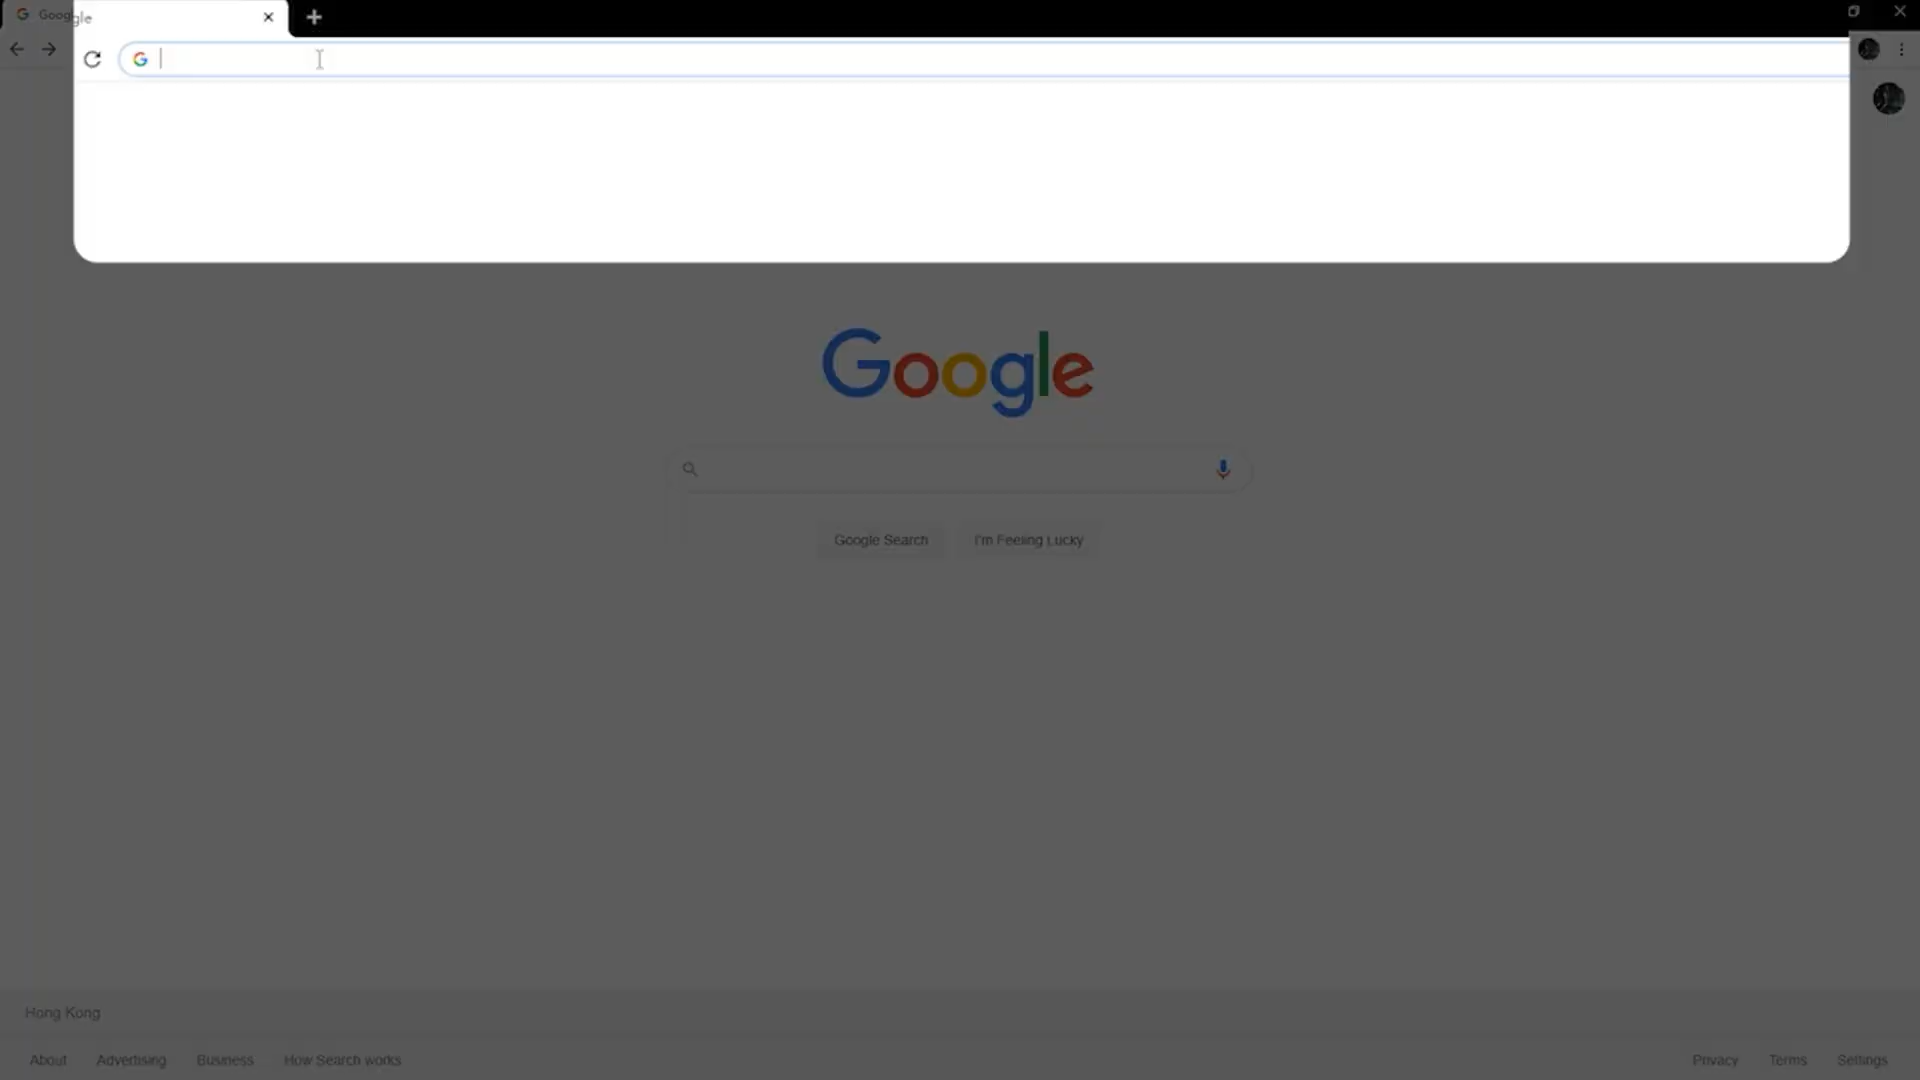 Google
Google
Google Search
I'm Feeling Lucky
Hong Kong
About
Advertising
Business
How Search works
Privacy
Terms
Settings